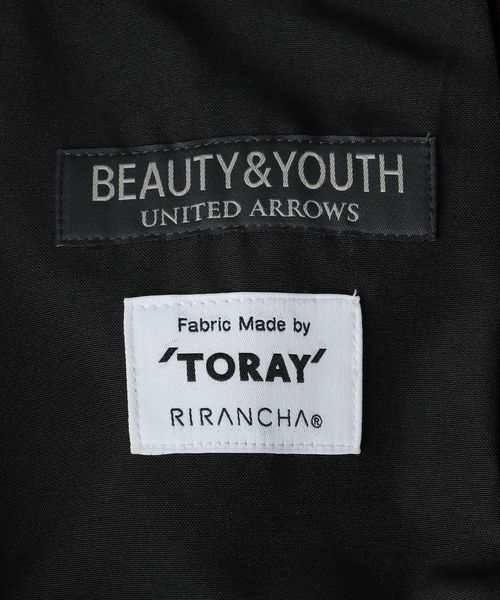 BEAUTY&YOUTH
UNITED ARROWS
Fabric Made by
'TORAY'
RIRANCHA®